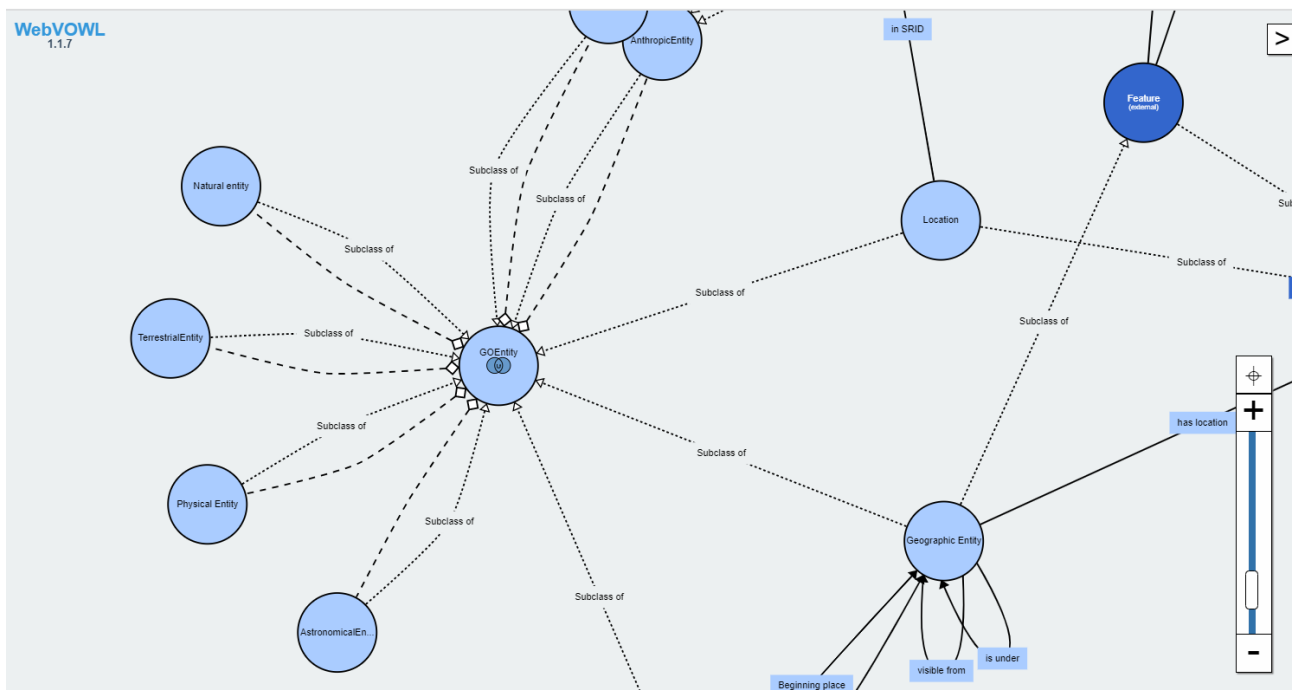 WebVOWL
1.1.7
AnthropicEntity
in SRID
>
Feature
(external)
Subclass of
Subclass of
Natural entity
Subclass of
Location
Subclass of
Subclass of
TerrestrialEntity
Subclass of
GOEntity
Subclass of
Physical Entity
Subclass of
Subclass of
has location
+
Subclass of
Geographic Entity
AstronomicalEn...
Subclass of
is under
visible from
Beginning place
-